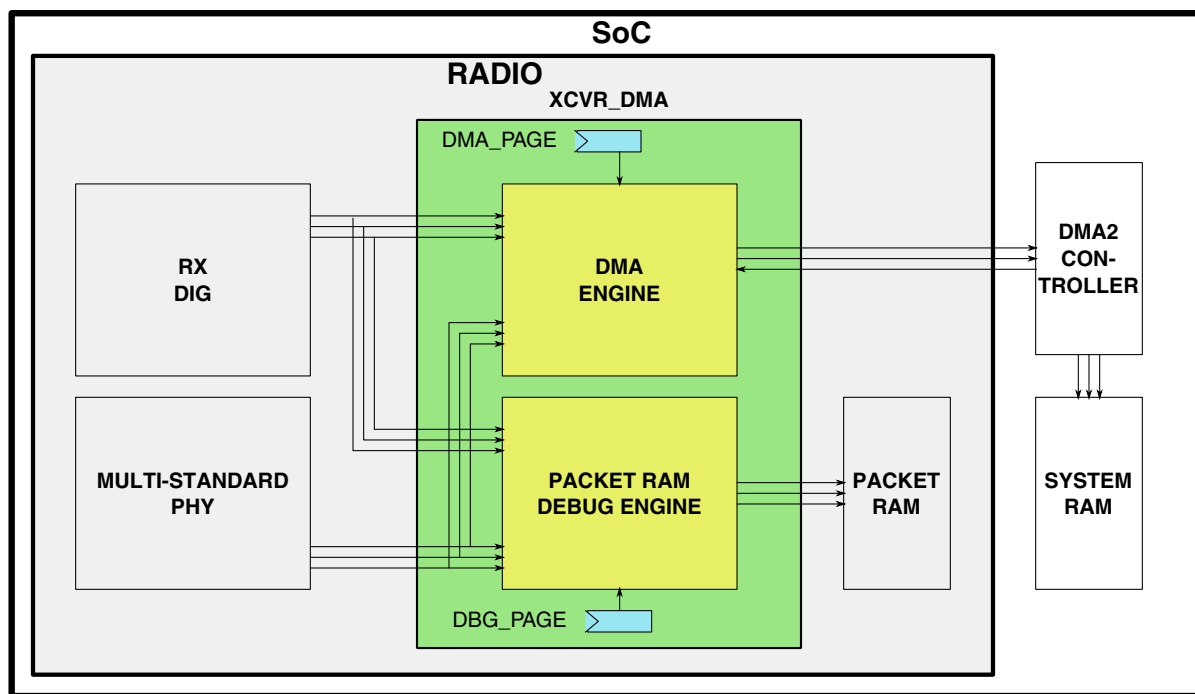 SoC
RADIO
XCVR_DMA
DMA_PAGE
RX
DIG
DMA
ENGINE
DMA2
CON-
TROLLER
MULTI-STANDARD
PHY
PACKET RAM
DEBUG ENGINE
PACKET
RAM
SYSTEM
RAM
DBG_PAGE